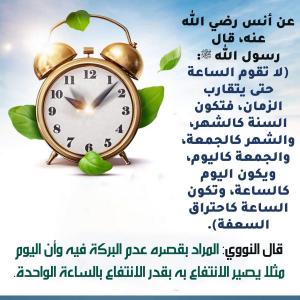 عن أنس رضي الله
عنه، قال
رسول الله ﷺ:
(لا تقوم الساعة
حتى يتقارب
الزمان، فتكون
السنة كالشهر،
والشهر كالجمعة،
والجمعة كاليوم،
ويكون اليوم
كالساعة، وتكون
الساعة كاحتراق
السعفة).
قال النووي: المراد بقصره عدم البركة فيه وأن اليوم
مثلا يصير الانتفاع به بقدر الانتفاع بالساعة الواحدة.